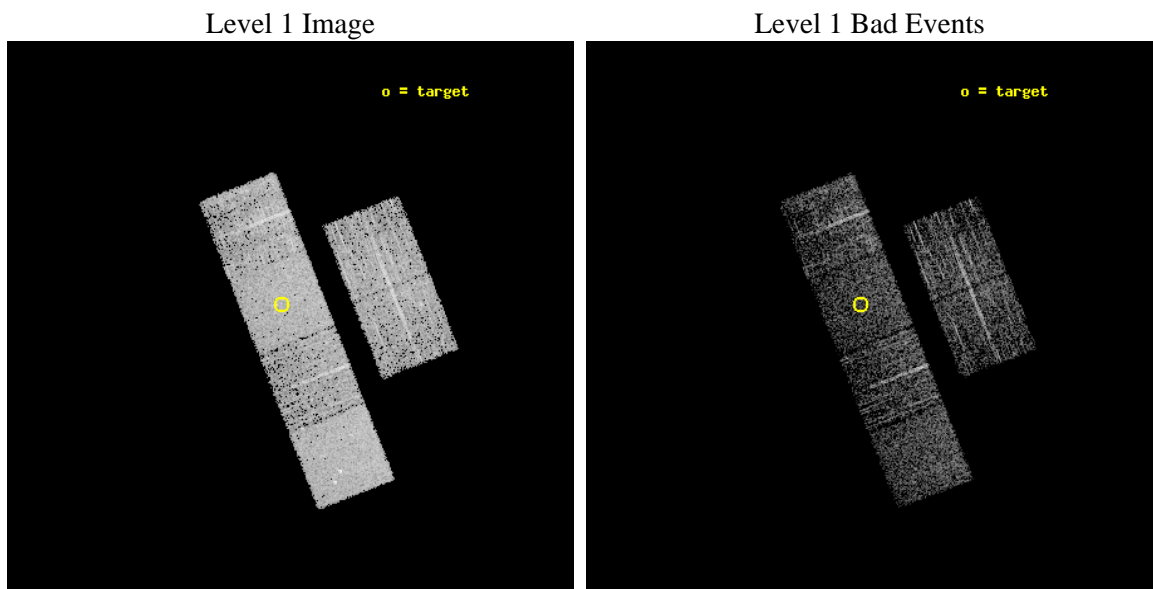 Level 1 Image
Level 1 Bad Events
o = target
o = target